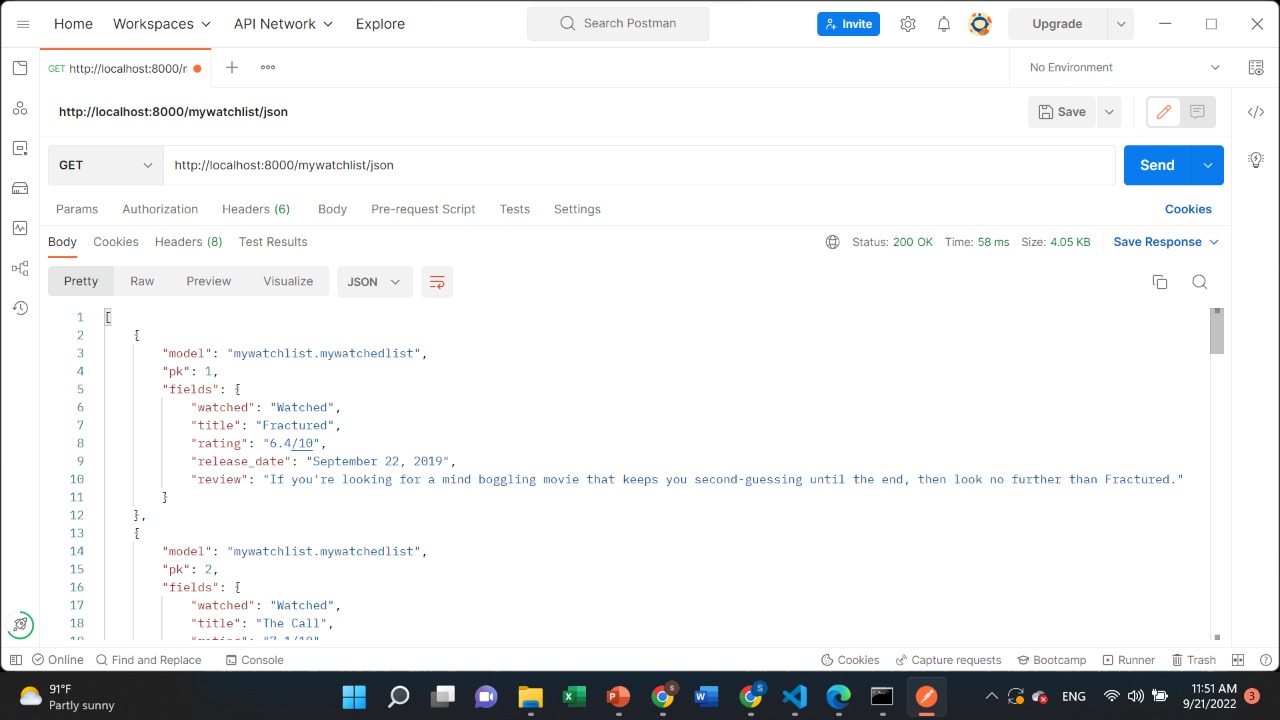 Home Workspaces API Network Explore Search Postman Invite Upgrade
GET http://localhost:8000/r No Environment
http://localhost:8000/mywatchlist/json Save
GET http://localhost:8000/mywatchlist/json Send
Params Authorization Headers (6) Body Pre-request Script Tests Settings Cookies
Body Cookies Headers (8) Test Results Status: 200 OK Time: 58 ms Size: 4.05 KB Save Response
Pretty Raw Preview Visualize JSON
1 [
2 {
3 "model": "mywatchlist.mywatchedlist",
4 "pk": 1,
5 "fields": {
6 "watched": "Watched",
7 "title": "Fractured",
8 "rating": "6.4/10",
9 "release_date": "September 22, 2019",
10 "review": "If you're looking for a mind boggling movie that keeps you second-guessing until the end, then look no further than Fractured."
11 }
12 },
13 {
14 "model": "mywatchlist.mywatchedlist",
15 "pk": 2,
16 "fields": {
17 "watched": "Watched",
18 "title": "The Call",
19 "rating": "7.1/10"
Online Find and Replace Console Cookies Capture requests Bootcamp Runner Trash
91°F
Partly sunny
ENG
11:51 AM
9/21/2022
3